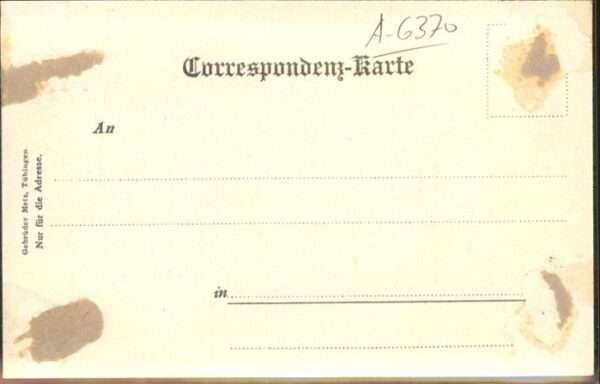 A-6370
Correspondenz-Karte
An
Gebrüder Metz, Tübingen
Nur für die Adresse.
in